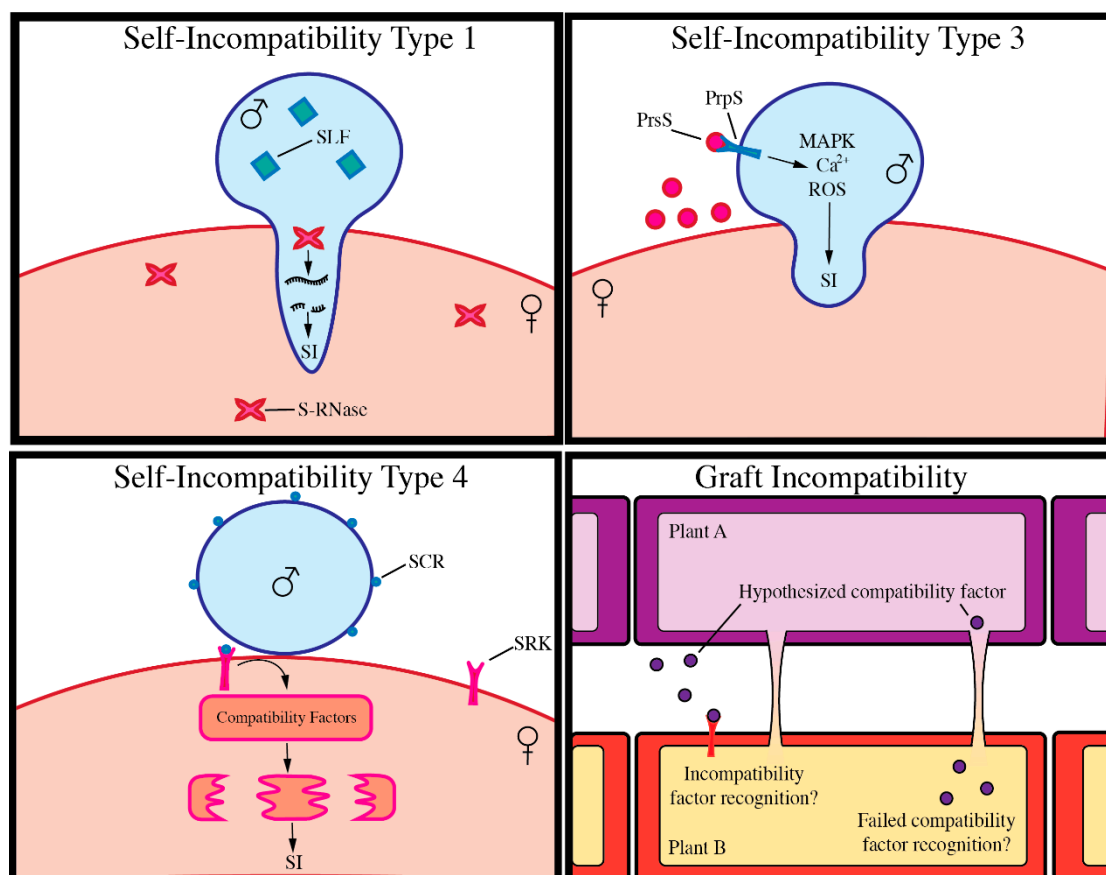 Self-Incompatibility Type 1
SLF
SI
S-RNase
Self-Incompatibility Type 3
PrpS
PrsS
MAPK
Ca²⁺
ROS
SI
Self-Incompatibility Type 4
SCR
SRK
Compatibility Factors
SI
Graft Incompatibility
Plant A
Hypothesized compatibility factor
Incompatibility
factor recognition?
Failed compatibility
factor recognition?
Plant B